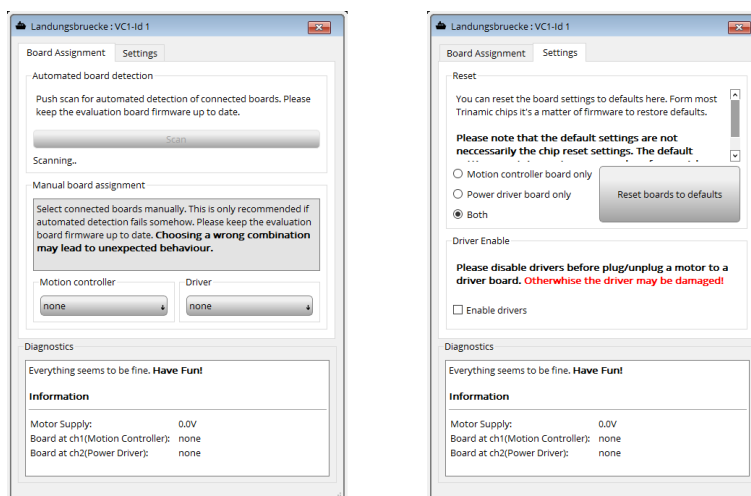 Landungsbruecke : VC1-Id 1
Board Assignment
Settings
Automated board detection
Push scan for automated detection of connected boards. Please
keep the evaluation board firmware up to date.
Scan
Scanning..
Manual board assignment
Select connected boards manually. This is only recommended if
automated detection fails somehow. Please keep the evaluation
board firmware up to date. Choosing a wrong combination
may lead to unexpected behaviour.
Motion controller
Driver
none
none
Diagnostics
Everything seems to be fine. Have Fun!
Information
Motor Supply: 0.0V
Board at ch1(Motion Controller): none
Board at ch2(Power Driver): none
Landungsbruecke : VC1-Id 1
Board Assignment
Settings
Reset
You can reset the board settings to defaults here. Form most
Trinamic chips it's a matter of firmware to restore defaults.
Please note that the default settings are not
neccessarily the chip reset settings. The default
Motion controller board only
Power driver board only
Both
Reset boards to defaults
Driver Enable
Please disable drivers before plug/unplug a motor to a
driver board. Otherwhise the driver may be damaged!
Enable drivers
Diagnostics
Everything seems to be fine. Have Fun!
Information
Motor Supply: 0.0V
Board at ch1(Motion Controller): none
Board at ch2(Power Driver): none